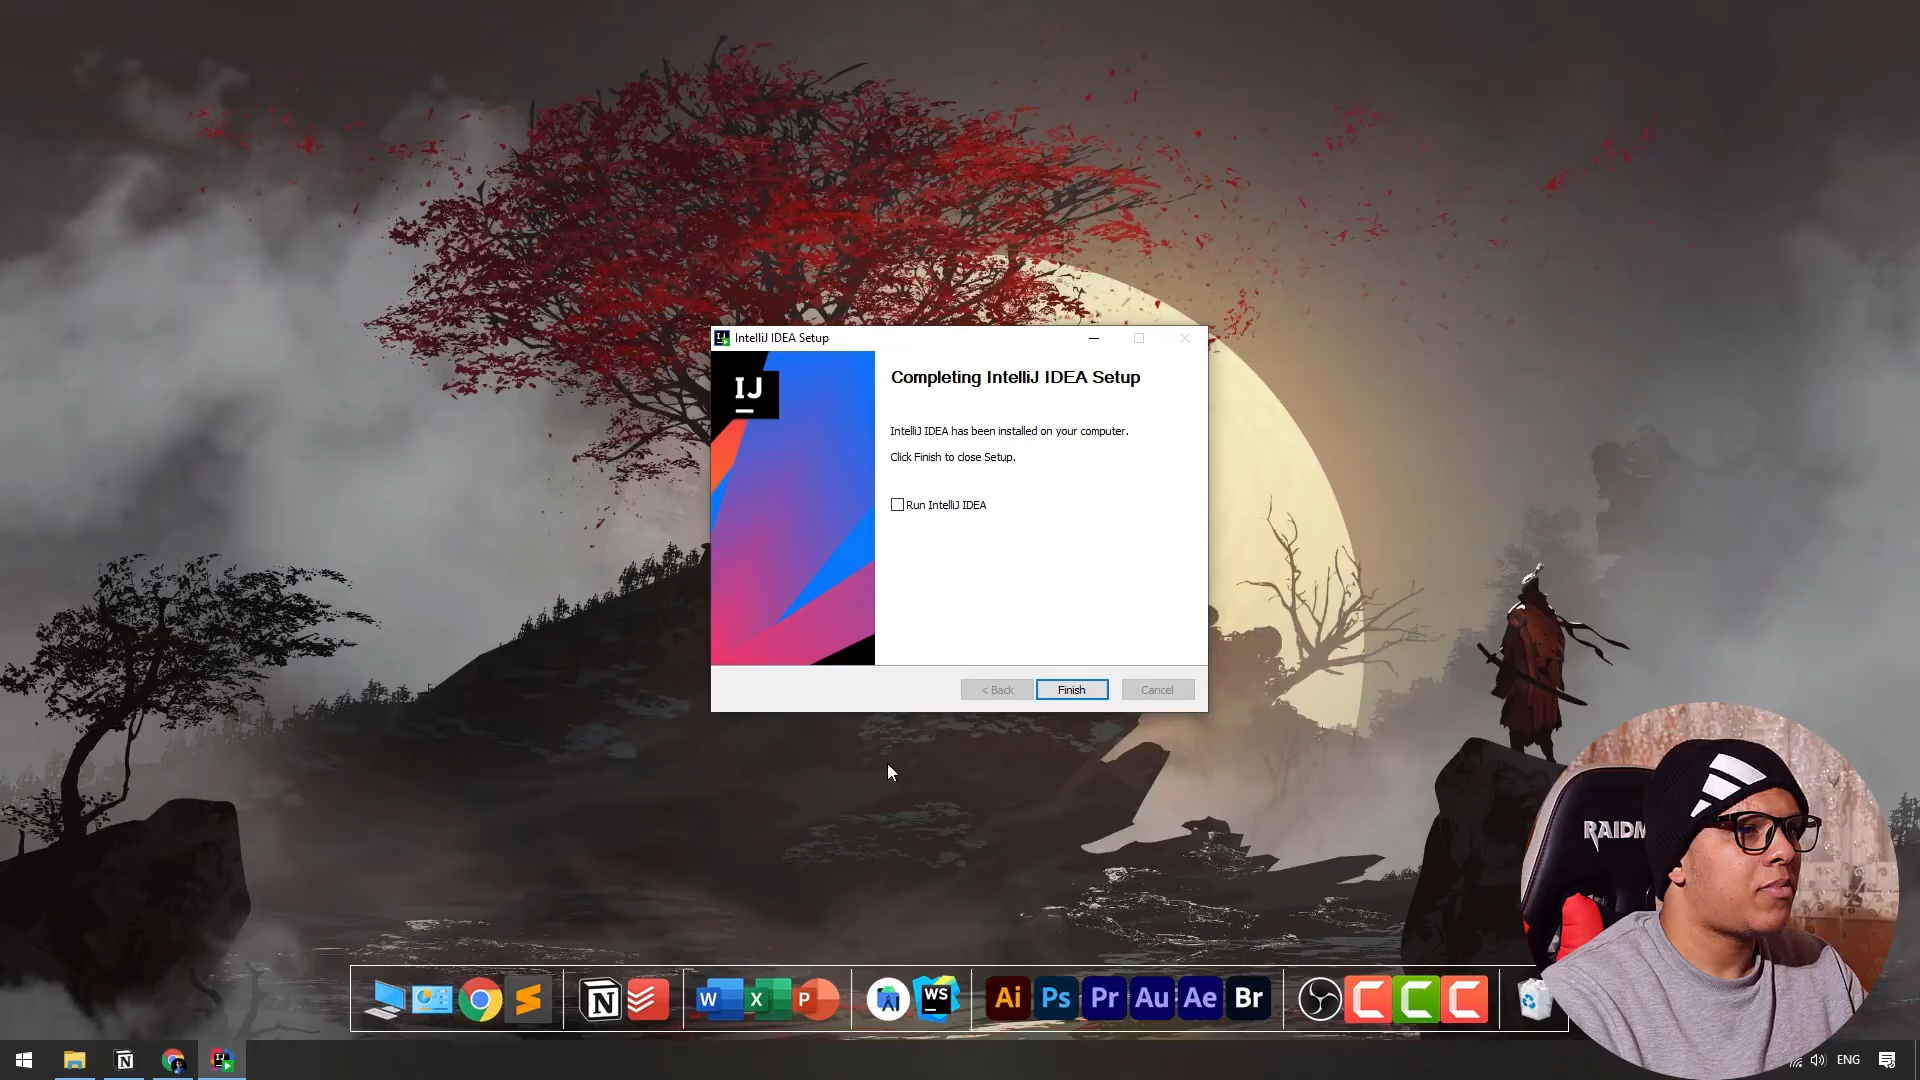 IntelliJ IDEA Setup
IJ
Completing IntelliJ IDEA Setup
IntelliJ IDEA has been installed on your computer.
Click Finish to close Setup.
Run IntelliJ IDEA
< Back
Finish
Cancel
RAIDM
W
X
P
WS
Ai
Ps
Pr
Au
Ae
Br
ENG